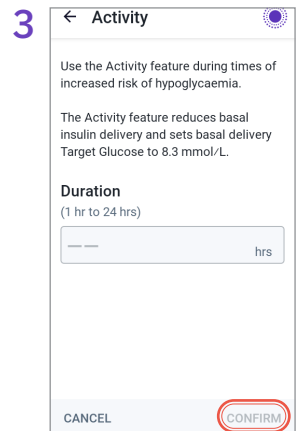 3
← Activity
Use the Activity feature during times of
increased risk of hypoglycaemia.
The Activity feature reduces basal
insulin delivery and sets basal delivery
Target Glucose to 8.3 mmol/L.
Duration
(1 hr to 24 hrs)
— — hrs
CANCEL CONFIRM